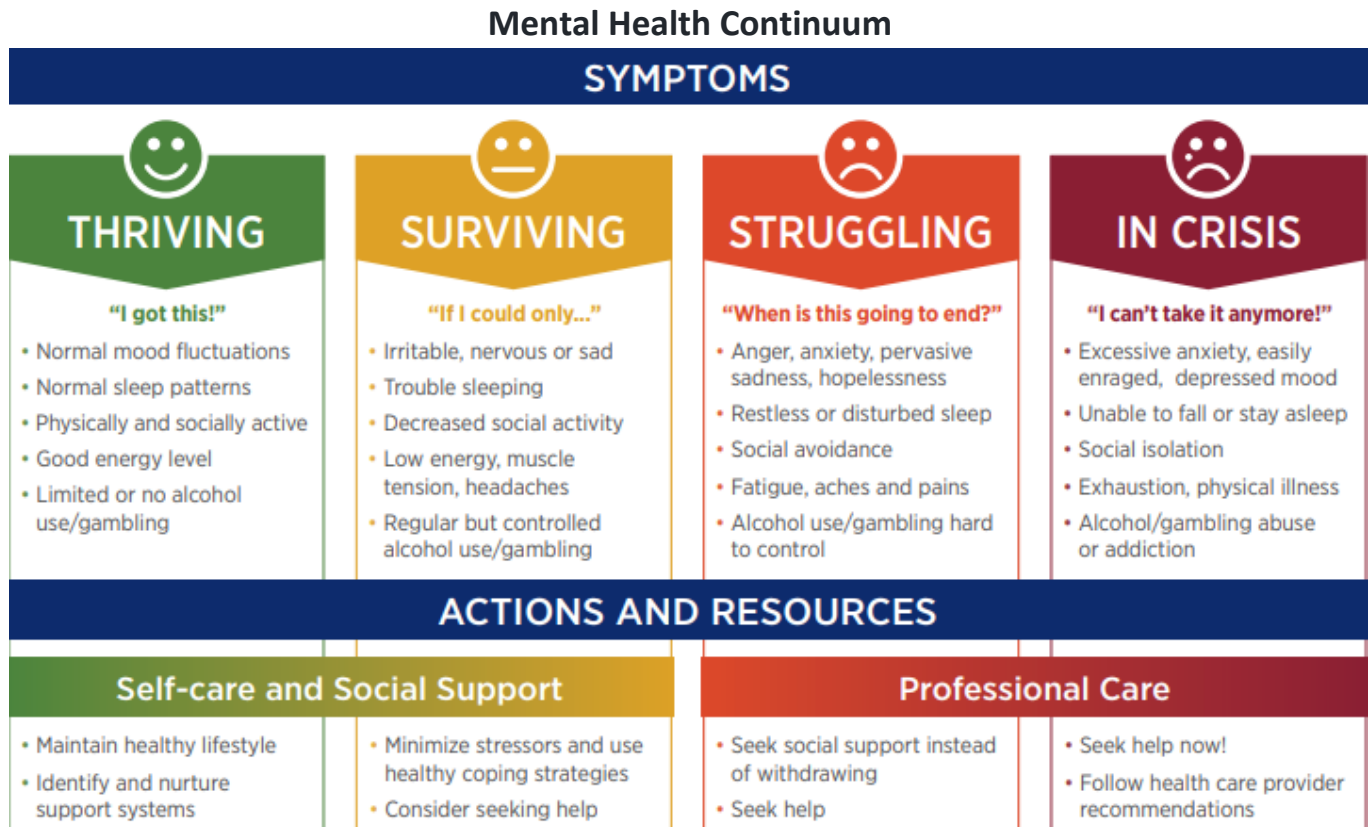 Mental Health Continuum
SYMPTOMS
THRIVING
"I got this!"
• Normal mood fluctuations
• Normal sleep patterns
• Physically and socially active
• Good energy level
• Limited or no alcohol
use/gambling
SURVIVING
"If I could only..."
• Irritable, nervous or sad
• Trouble sleeping
• Decreased social activity
• Low energy, muscle
tension, headaches
• Regular but controlled
alcohol use/gambling
STRUGGLING
"When is this going to end?"
• Anger, anxiety, pervasive
sadness, hopelessness
• Restless or disturbed sleep
• Social avoidance
• Fatigue, aches and pains
• Alcohol use/gambling hard
to control
IN CRISIS
"I can't take it anymore!"
• Excessive anxiety, easily
enraged, depressed mood
• Unable to fall or stay asleep
• Social isolation
• Exhaustion, physical illness
• Alcohol/gambling abuse
or addiction
ACTIONS AND RESOURCES
Self-care and Social Support
• Maintain healthy lifestyle
• Identify and nurture
support systems
• Minimize stressors and use
healthy coping strategies
• Consider seeking help
Professional Care
• Seek social support instead
of withdrawing
• Seek help
• Seek help now!
• Follow health care provider
recommendations